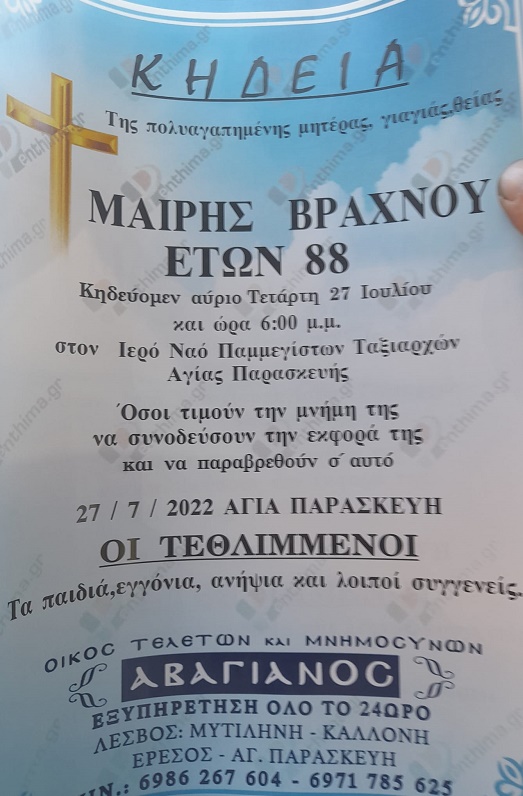 ΚΗΔΕΙΑ
Της πολυαγαπημένης μητέρας, γιαγιάς,θείας
ΜΑΙΡΗΣ ΒΡΑΧΝΟΥ
ΕΤΩΝ 88
Κηδεύομεν αύριο Τετάρτη 27 Ιουλίου
και ώρα 6:00 μ.μ.
στον Ιερό Ναό Παμμεγίστων Ταξιαρχών
Αγίας Παρασκευής
Όσοι τιμούν την μνήμη της
να συνοδεύσουν την εκφορά της
και να παραβρεθούν σ΄αυτό
27 / 7 / 2022 ΑΓΙΑ ΠΑΡΑΣΚΕΥΗ
ΟΙ ΤΕΘΛΙΜΜΕΝΟΙ
Τα παιδιά,εγγόνια, ανήψια και λοιποί συγγενείς.
ΟΙΚΟΣ ΤΕΛΕΤΩΝ ΚΑΙ ΜΝΗΜΟΣΥΝΩΝ
ΑΒΑΓΙΑΝΟΣ
ΕΞΥΠΗΡΕΤΗΣΗ ΟΛΟ ΤΟ 24ΩΡΟ
ΛΕΣΒΟΣ: ΜΥΤΙΛΗΝΗ - ΚΑΛΛΟΝΗ
ΕΡΕΣΟΣ - ΑΓ. ΠΑΡΑΣΚΕΥΗ
6986 267 604 - 6971 785 625